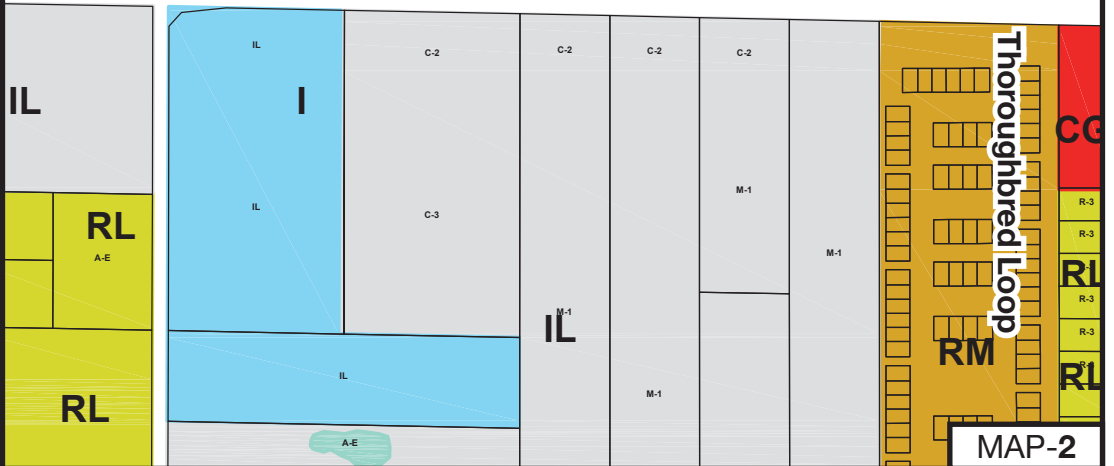 IL
IL
I
C-2
C-2
C-2
C-2
Thoroughbred Loop
CG
IL
C-3
M-1
M-1
RL
A-E
R-3
R-3
RL
R-3
R-3
M-1
IL
RM
IL
RL
M-1
RL
A-E
MAP-2